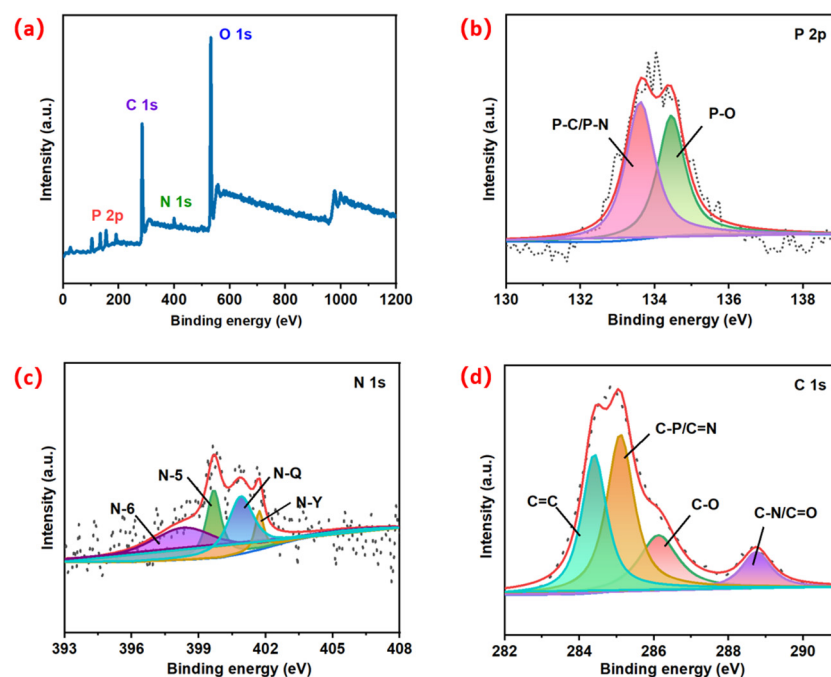 (a)
O 1s
C 1s
N 1s
P 2p
Intensity (a.u.)
0 200 400 600 800 1000 1200
Binding energy (eV)
(b)
P 2p
P-C/P-N
P-O
Intensity (a.u.)
130 132 134 136 138
Binding energy (eV)
(c)
N 1s
N-6
N-5
N-Q
N-Y
Intensity (a.u.)
393 396 399 402 405 408
Binding energy (eV)
(d)
C 1s
C=C
C-P/C=N
C-O
C-N/C=O
Intensity (a.u.)
282 284 286 288 290
Binding energy (eV)